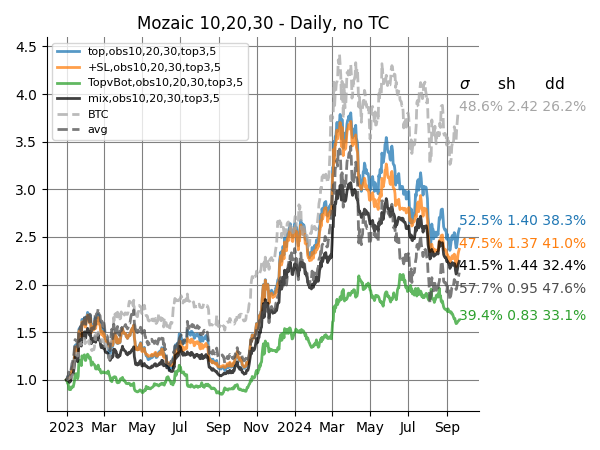 Mozaic 10,20,30 - Daily, no TC
top,obs10,20,30,top3,5
+SL,obs10,20,30,top3,5
TopvBot,obs10,20,30,top3,5
mix,obs10,20,30,top3,5
BTC
avg
σ sh dd
48.6% 2.42 26.2%
52.5% 1.40 38.3%
47.5% 1.37 41.0%
41.5% 1.44 32.4%
57.7% 0.95 47.6%
39.4% 0.83 33.1%
4.5
4.0
3.5
3.0
2.5
2.0
1.5
1.0
2023 Mar May Jul Sep Nov 2024 Mar May Jul Sep